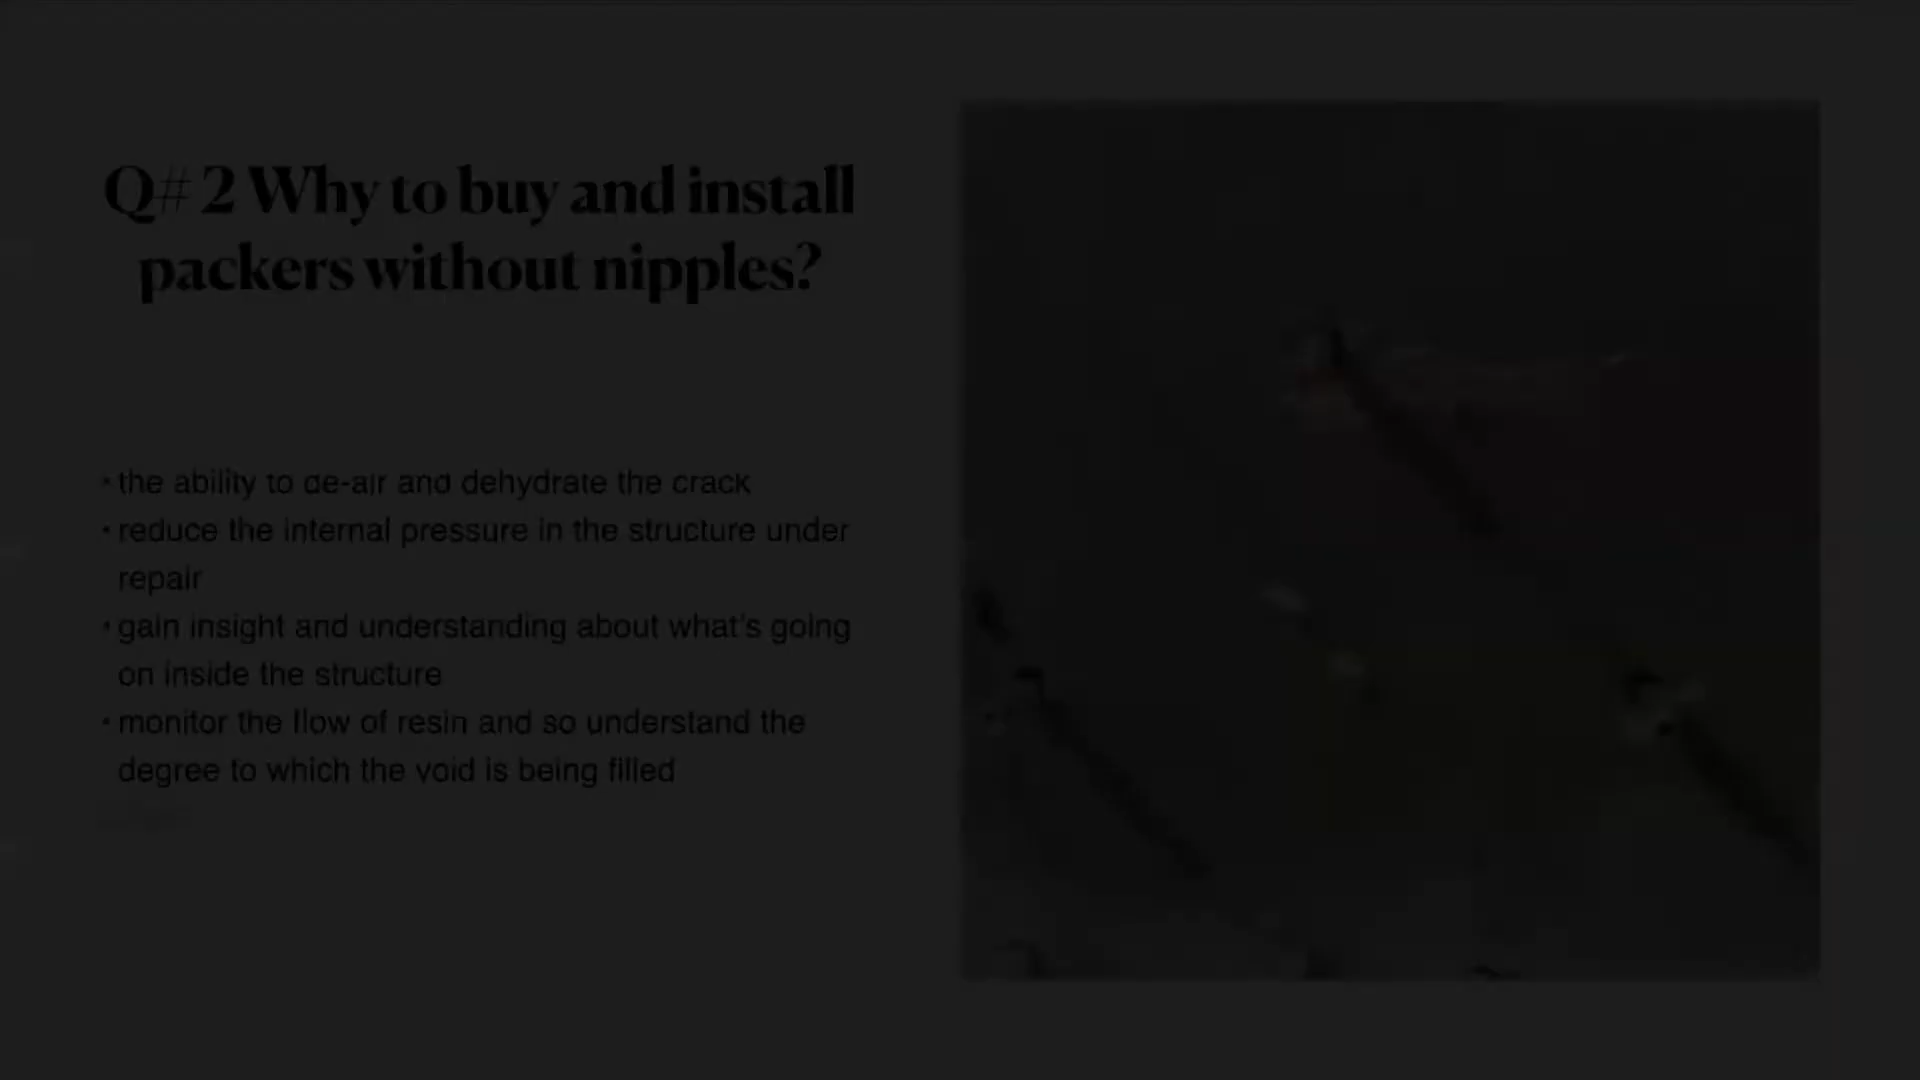 Q# 2 Why to buy and install
packers without nipples?
• the ability to de-air and dehydrate the crack
• reduce the internal pressure in the structure under
repair
• gain insight and understanding about what's going
on inside the structure
• monitor the flow of resin and so understand the
degree to which the void is being filled